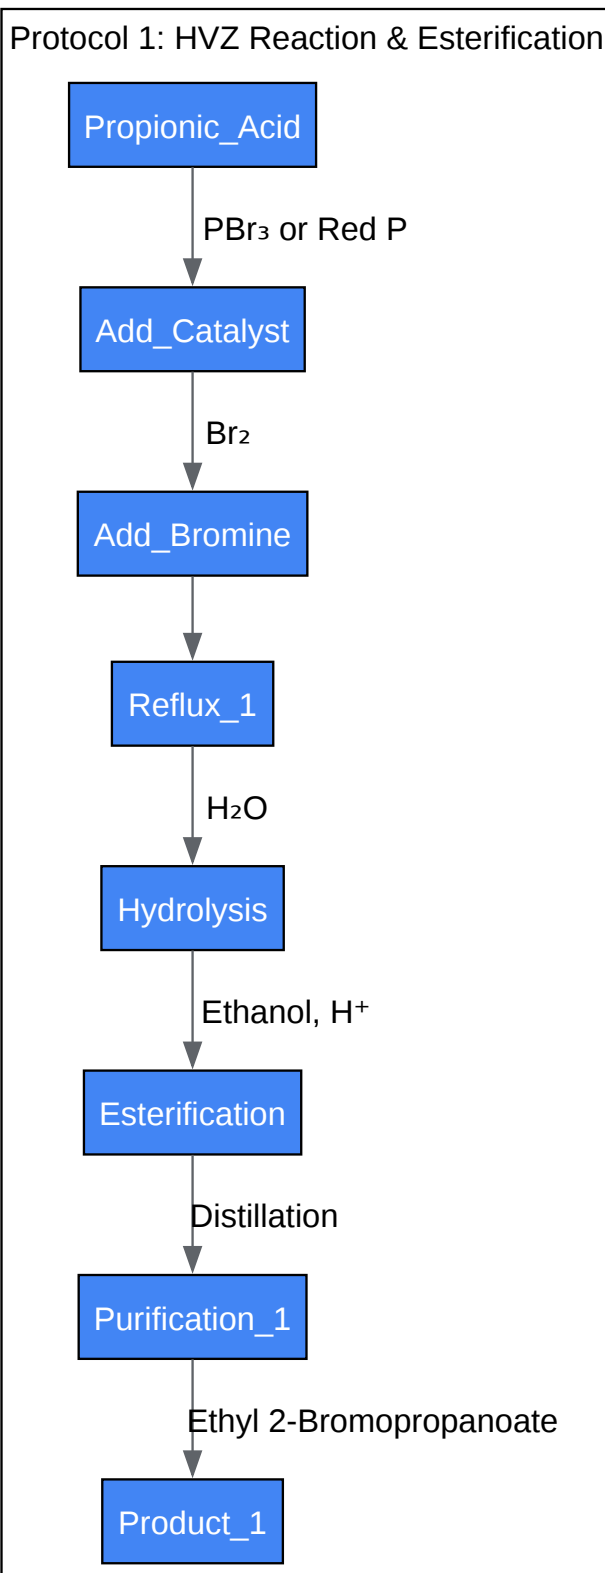 Protocol 1: HVZ Reaction & Esterification
Propionic_Acid
PBr₃ or Red P
Add_Catalyst
Br₂
Add_Bromine
Reflux_1
H₂O
Hydrolysis
Ethanol, H⁺
Esterification
Distillation
Purification_1
Ethyl 2-Bromopropanoate
Product_1